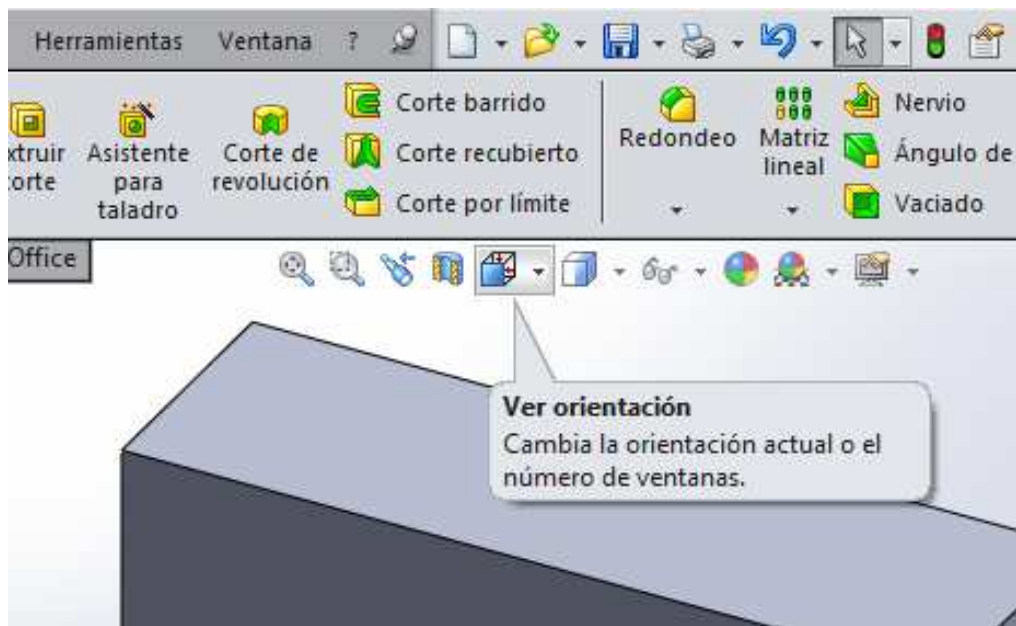 Herramientas Ventana ?
Corte barrido
Corte recubierto
Corte por límite
xtruir
corte
Asistente
para
taladro
Corte de
revolución
Redondeo
Matriz
lineal
Nervio
Ángulo de
Vaciado
Office
Ver orientación
Cambia la orientación actual o el
número de ventanas.